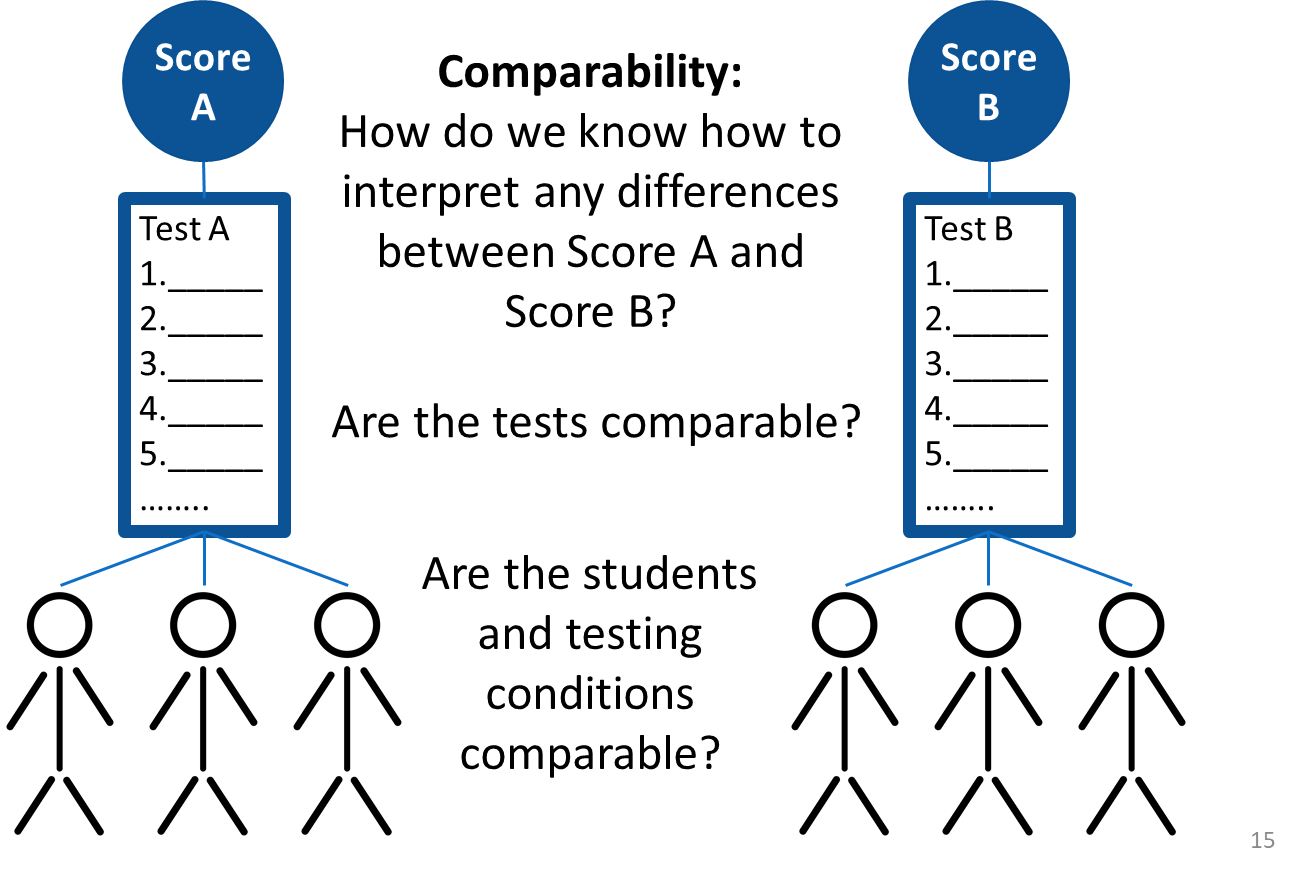 Score
A
Test A
1._____
2._____
3._____
4._____
5._____
……..
Comparability:
How do we know how to
interpret any differences
between Score A and
Score B?
Are the tests comparable?
Are the students
and testing
conditions
comparable?
Score
B
Test B
1._____
2._____
3._____
4._____
5._____
……..
15